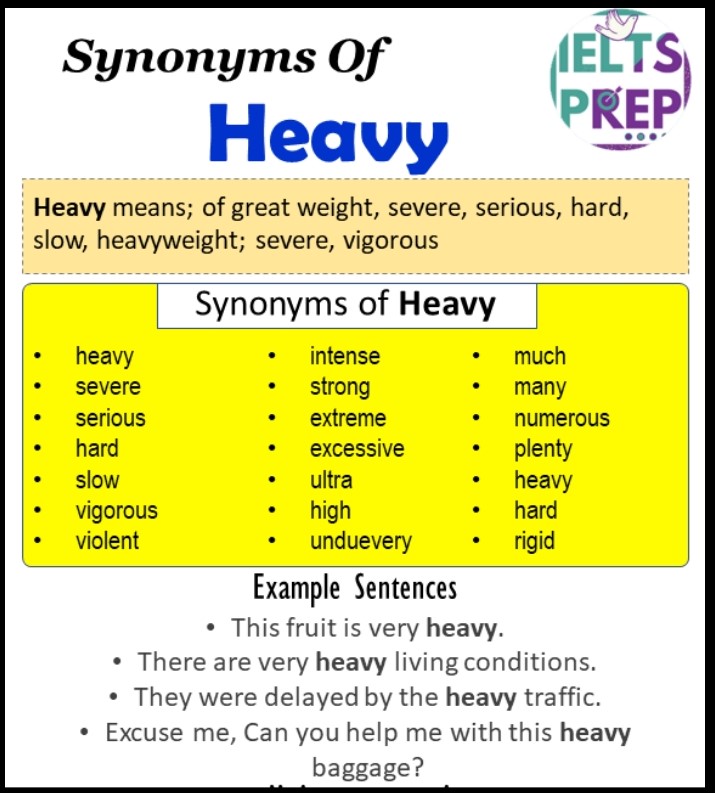 Synonyms Of
Heavy
IELTS
PREP
Heavy means; of great weight, severe, serious, hard,
slow, heavyweight; severe, vigorous
Synonyms of Heavy
• heavy
• severe
• serious
• hard
• slow
• vigorous
• violent
• intense
• strong
• extreme
• excessive
• ultra
• high
• unduevery
• much
• many
• numerous
• plenty
• heavy
• hard
• rigid
Example Sentences
• This fruit is very heavy.
• There are very heavy living conditions.
• They were delayed by the heavy traffic.
• Excuse me, Can you help me with this heavy
baggage?